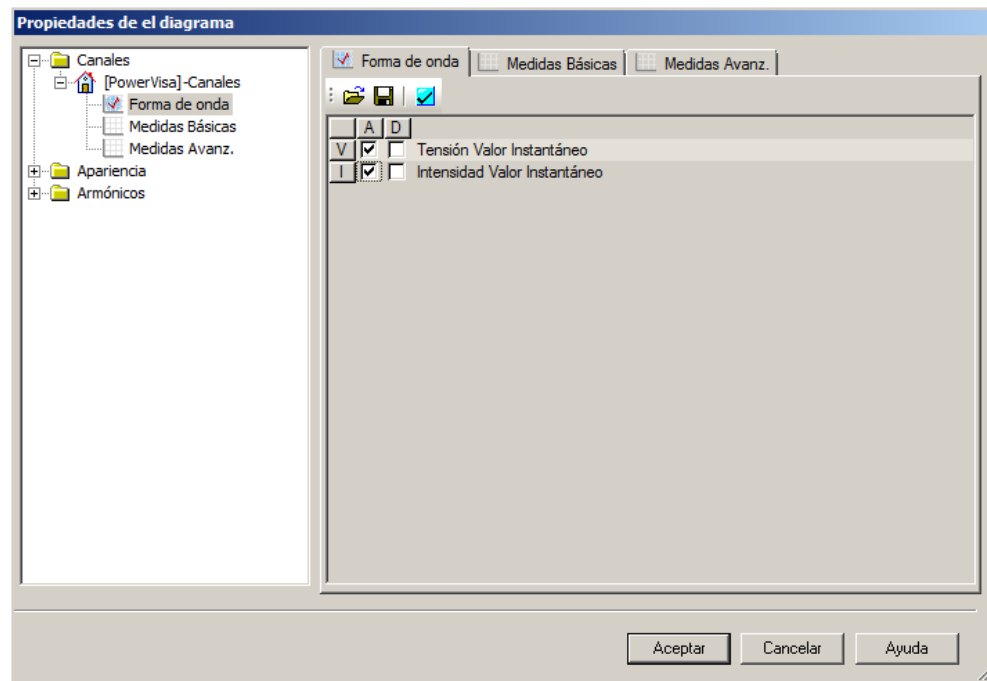 Propiedades de el diagrama
Canales
[PowerVisa]-Canales
Forma de onda
Medidas Básicas
Medidas Avanz.
Apariencia
Armónicos
Forma de onda Medidas Básicas Medidas Avanz.
A D
V Tensión Valor Instantáneo
I Intensidad Valor Instantáneo
Aceptar Cancelar Ayuda